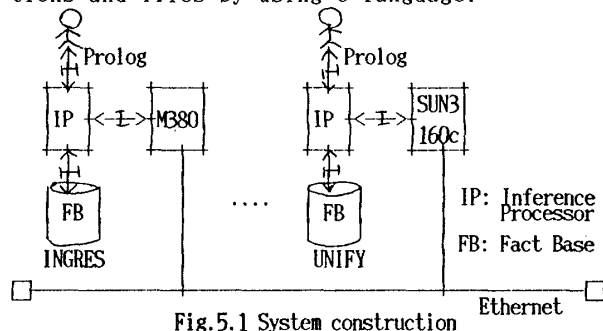 tions and files by using C language.
Prolog
Prolog
IP
M380
IP
SUN3
160c
FB
FB
....
IP: Inference
Processor
FB: Fact Base
INGRES
UNIFY
Ethernet
Fig.5.1 System construction